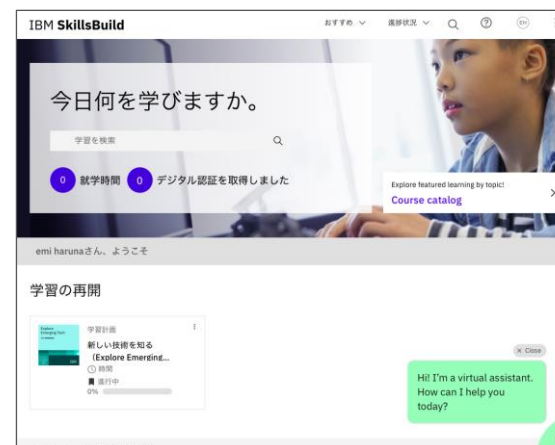 IBM SkillsBuild
おすすめ
進捗状況
EH
今日何を学びますか。
学習を検索
0 就学時間 0 デジタル認証を取得しました
Explore featured learning by topic!
Course catalog
emi harunaさん、ようこそ
学習の再開
学習計画
新しい技術を知る
（Explore Emerging...
時間
進行中
0%
× Close
Hi! I'm a virtual assistant.
How can I help you
today?